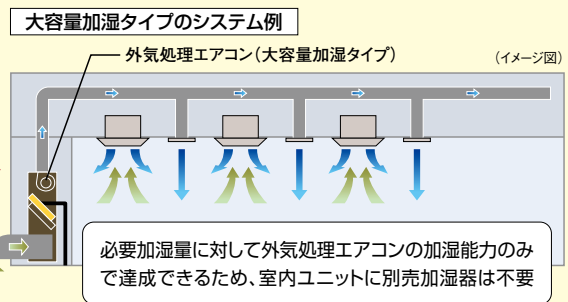 大容量加湿タイプのシステム例
外気処理エアコン(大容量加湿タイプ)
(イメージ図)
必要加湿量に対して外気処理エアコンの加湿能力のみ
で達成できるため、室内ユニットに別売加湿器は不要